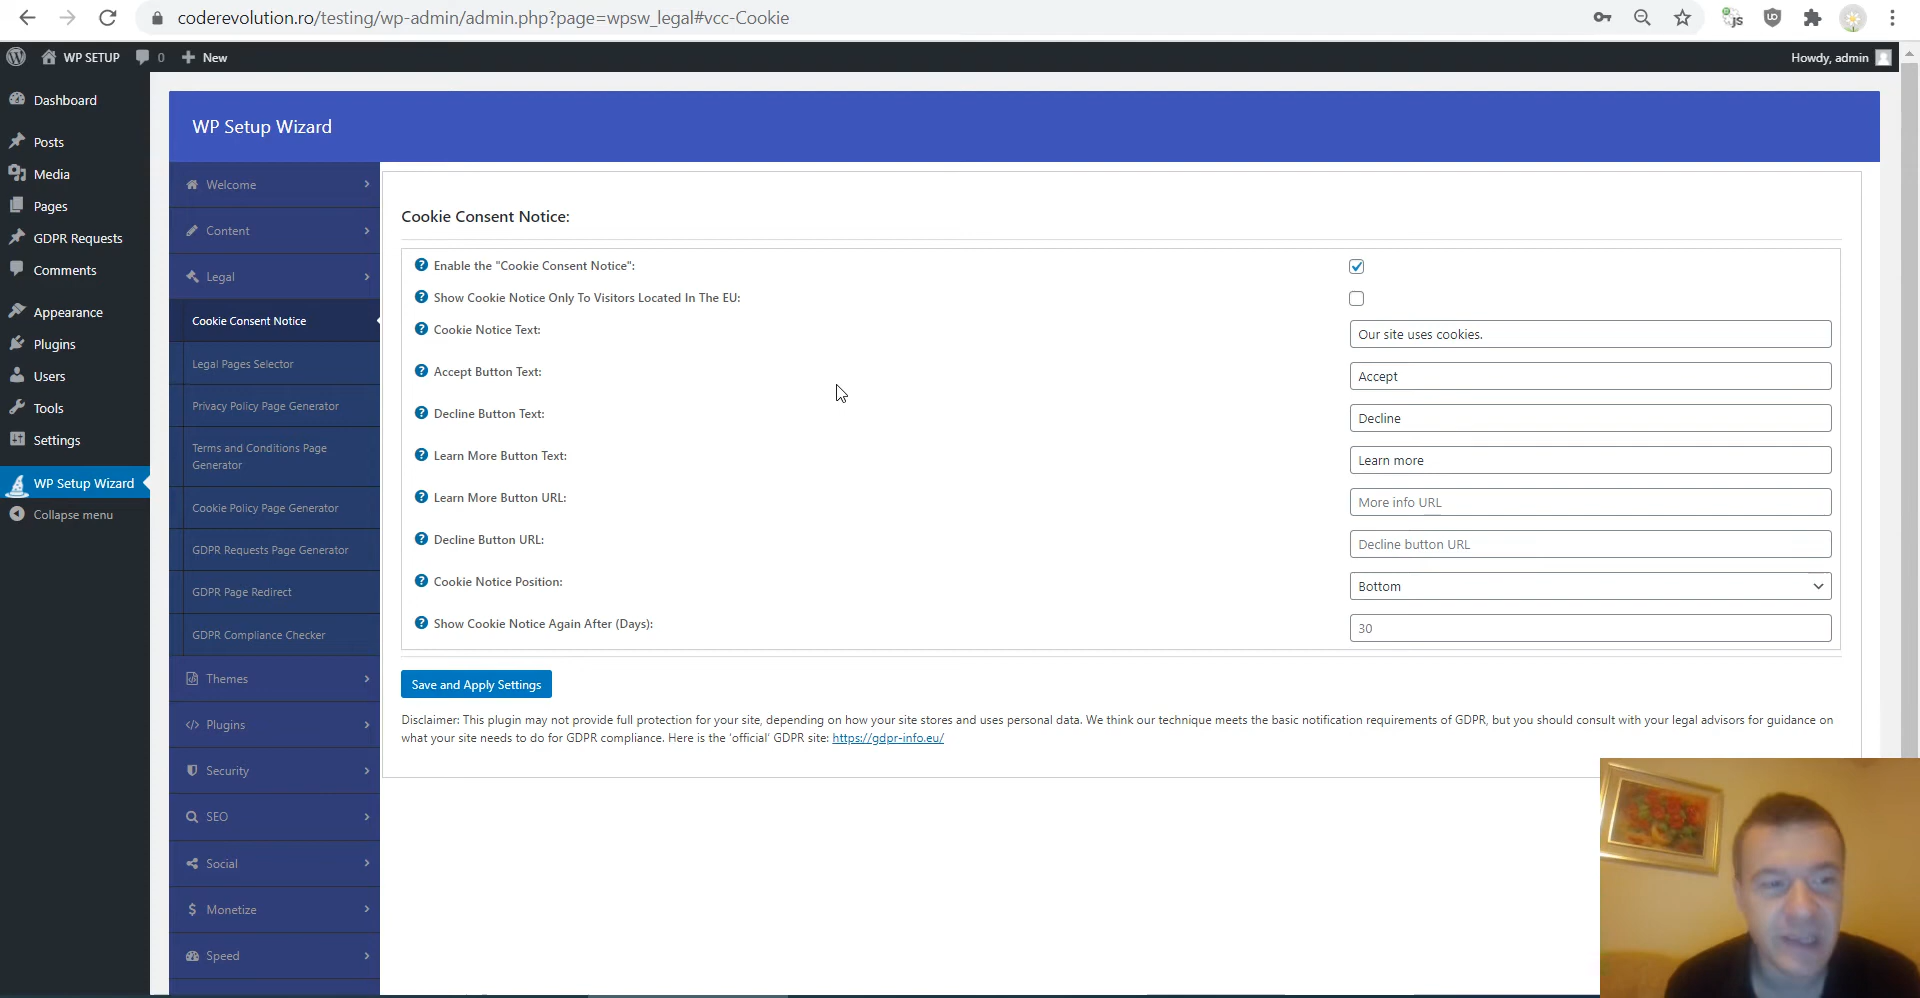 coderevolution.ro/testing/wp-admin/admin.php?page=wpsw_legal#vcc-Cookie
WP SETUP 0 New
Howdy, admin
Dashboard
Posts
Media
Pages
GDPR Requests
Comments
Appearance
Plugins
Users
Tools
Settings
WP Setup Wizard
Collapse menu
WP Setup Wizard
Welcome
Content
Legal
Cookie Consent Notice
Legal Pages Selector
Privacy Policy Page Generator
Terms and Conditions Page
Generator
Cookie Policy Page Generator
GDPR Requests Page Generator
GDPR Page Redirect
GDPR Compliance Checker
Themes
Plugins
Security
SEO
Social
Monetize
Speed
Cookie Consent Notice:
Enable the "Cookie Consent Notice":
Show Cookie Notice Only To Visitors Located In The EU:
Cookie Notice Text: Our site uses cookies.
Accept Button Text: Accept
Decline Button Text: Decline
Learn More Button Text: Learn more
Learn More Button URL: More info URL
Decline Button URL: Decline button URL
Cookie Notice Position: Bottom
Show Cookie Notice Again After (Days): 30
Save and Apply Settings
Disclaimer: This plugin may not provide full protection for your site, depending on how your site stores and uses personal data. We think our technique meets the basic notification requirements of GDPR, but you should consult with your legal advisors for guidance on
what your site needs to do for GDPR compliance. Here is the 'official' GDPR site: https://gdpr-info.eu/